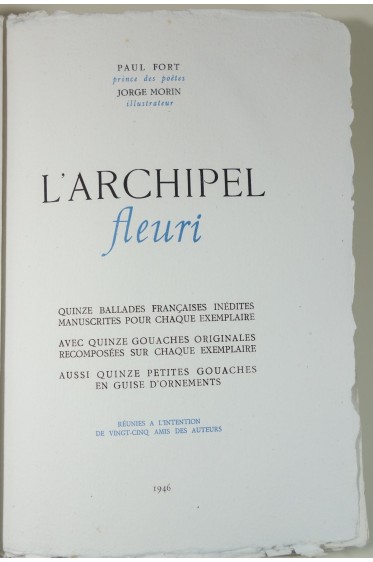 PAUL FORT
prince des poëtes
JORGE MORIN
illustrateur
L'ARCHIPEL
fleuri
QUINZE BALLADES FRANÇAISES INÉDITES
MANUSCRITES POUR CHAQUE EXEMPLAIRE
AVEC QUINZE GOUACHES ORIGINALES
RECOMPOSÉES SUR CHAQUE EXEMPLAIRE
AUSSI QUINZE PETITES GOUACHES
EN GUISE D'ORNEMENTS
RÉUNIES A L'INTENTION
DE VINGT-CINQ AMIS DES AUTEURS
1946